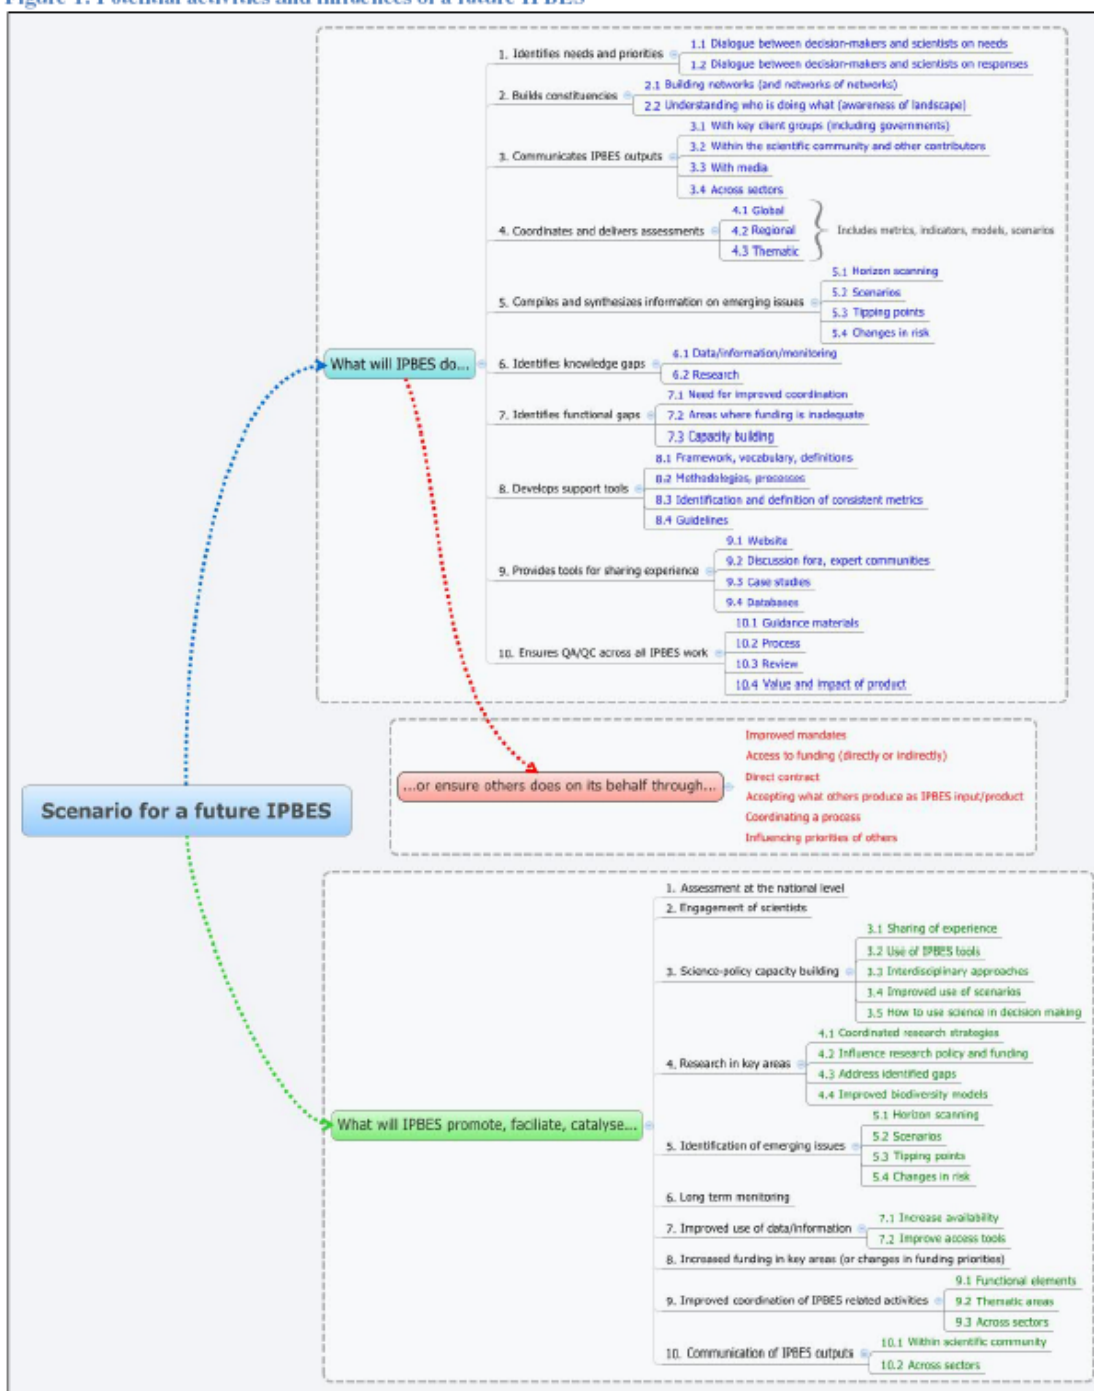 Figure 1: Potential activities and influences of a future IPBES
1. Identifies needs and priorities
1.1 Dialogue between decision-makers and scientists on needs
1.2 Dialogue between decision-makers and scientists on responses
2. Builds constituencies
2.1 Building networks (and networks of networks)
2.2 Understanding who is doing what (awareness of landscape)
3. Communicates IPBES outputs
3.1 With key client groups (including governments)
3.2 Within the scientific community and other contributors
3.3 With media
3.4 Across sectors
4. Coordinates and delivers assessments
4.1 Global
4.2 Regional
4.3 Thematic
Includes metrics, indicators, models, scenarios
5. Compiles and synthesizes information on emerging issues
5.1 Horizon scanning
5.2 Scenarios
5.3 Tipping points
5.4 Changes in risk
What will IPBES do...
6. Identifies knowledge gaps
6.1 Data/information/monitoring
6.2 Research
7. Identifies functional gaps
7.1 Need for improved coordination
7.2 Areas where funding is inadequate
7.3 Capacity building
8. Develops support tools
8.1 Framework, vocabulary, definitions
8.2 Methodologies, processes
8.3 Identification and definition of consistent metrics
8.4 Guidelines
9. Provides tools for sharing experience
9.1 Website
9.2 Discussion fora, expert communities
9.3 Case studies
9.4 Databases
10. Ensures QA/QC across all IPBES work
10.1 Guidance materials
10.2 Process
10.3 Review
10.4 Value and impact of product
...or ensure others does on its behalf through...
Improved mandates
Access to funding (directly or indirectly)
Direct contract
Accepting what others produce as IPBES input/product
Coordinating a process
Influencing priorities of others
Scenario for a future IPBES
What will IPBES promote, faciliate, catalyse...
1. Assessment at the national level
2. Engagement of scientists
3. Science-policy capacity building
3.1 Sharing of experience
3.2 Use of IPBES tools
3.3 Interdisciplinary approaches
3.4 Improved use of scenarios
3.5 How to use science in decision making
4. Research in key areas
4.1 Coordinated research strategies
4.2 Influence research policy and funding
4.3 Address identified gaps
4.4 Improved biodiversity models
5. Identification of emerging issues
5.1 Horizon scanning
5.2 Scenarios
5.3 Tipping points
5.4 Changes in risk
6. Long term monitoring
7. Improved use of data/information
7.1 Increase availability
7.2 Improve access tools
8. Increased funding in key areas (or changes in funding priorities)
9. Improved coordination of IPBES related activities
9.1 Functional elements
9.2 Thematic areas
9.3 Across sectors
10. Communication of IPBES outputs
10.1 Within scientific community
10.2 Across sectors